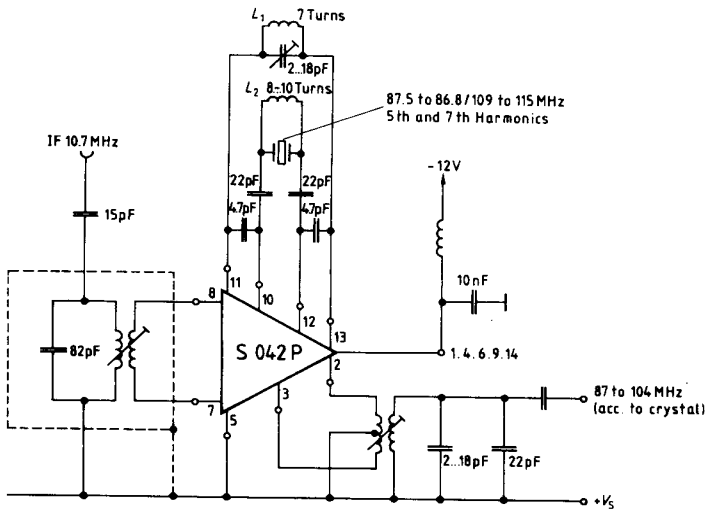 L₁ 7 Turns
2...18pF
L₂ 8-10 Turns
87.5 to 86.8/109 to 115 MHz
5th and 7th Harmonics
IF 10.7 MHz
-12V
15pF
22pF
22pF
4.7pF
4.7pF
10nF
11
10
12
13
8
82pF
S 042 P
1.4.6.9.14
2
3
7
5
87 to 104 MHz
(acc. to crystal)
2...18pF
22pF
+Vs